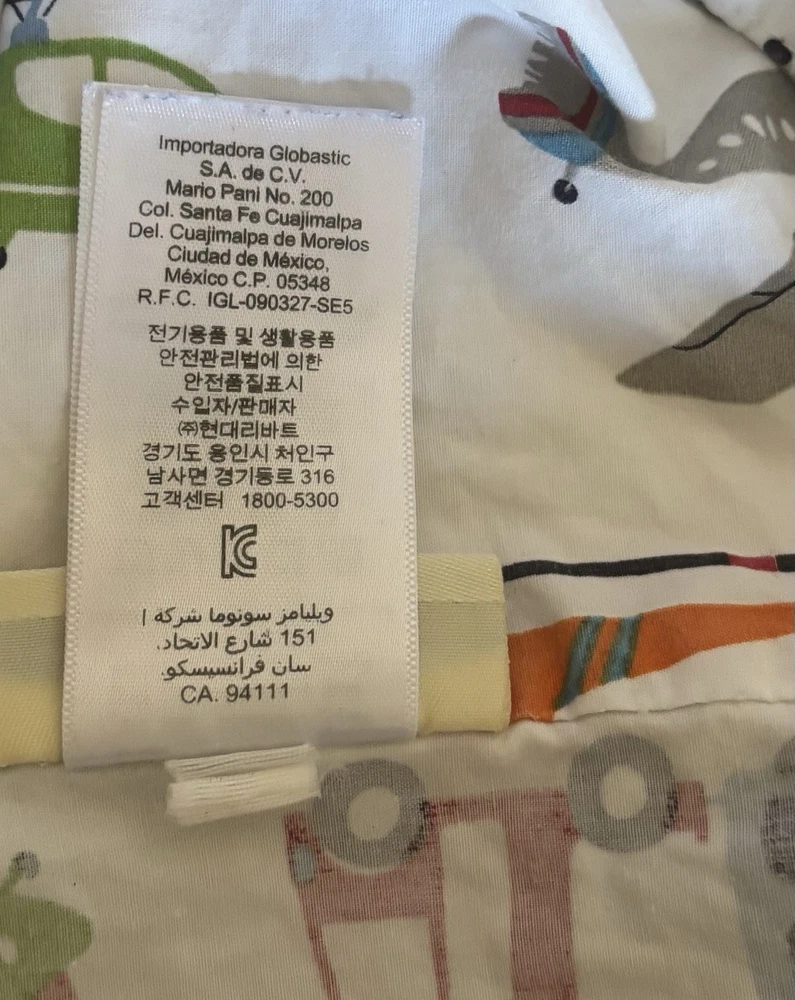 Importadora Globastic
S.A. de C.V.
Mario Pani No. 200
Col. Santa Fe Cuajimalpa
Del. Cuajimalpa de Morelos
Ciudad de México,
México C.P. 05348
R.F.C. IGL-090327-SE5
전기용품 및 생활용품
안전관리법에 의한
안전품질표시
수입자/판매자
㈜현대리바트
경기도 용인시 처인구
남사면 경기동로 316
고객센터 1800-5300
KC
ويليامز سونوما شركة |
151 شارع الاتحاد.
سان فرانسيسكو.
CA. 94111